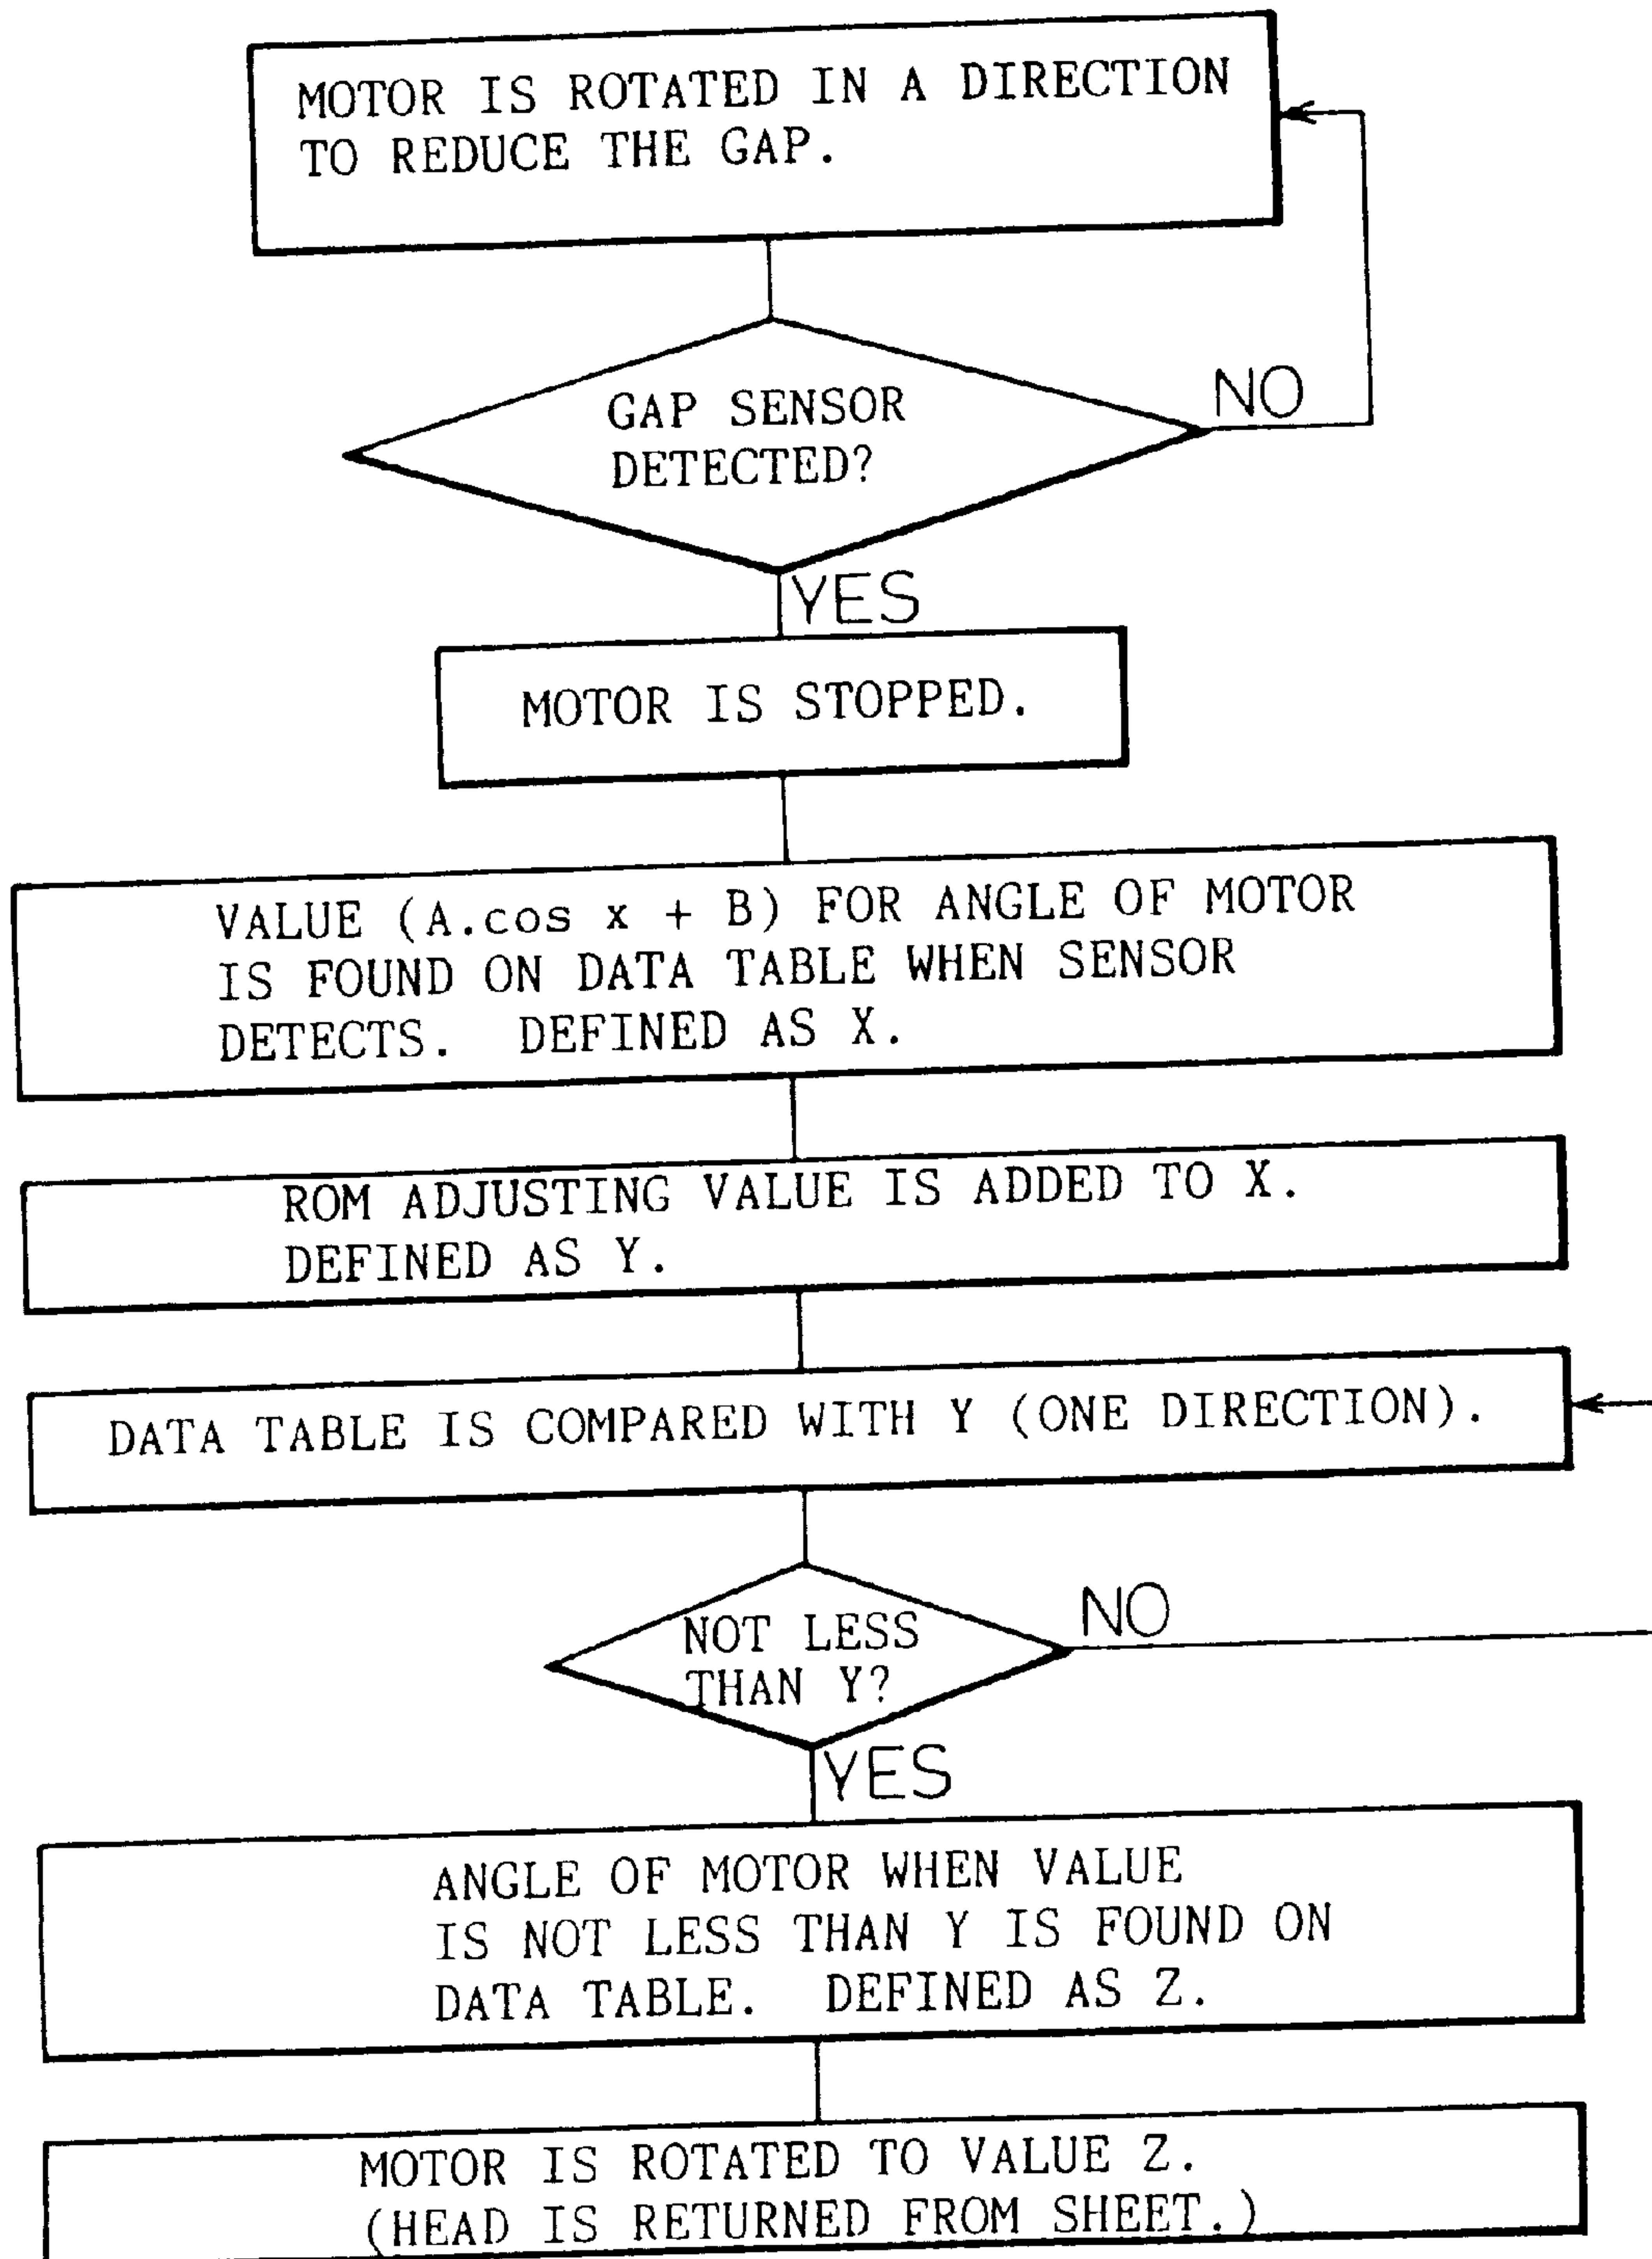 MOTOR IS ROTATED IN A DIRECTION
TO REDUCE THE GAP.
GAP SENSOR
DETECTED?
NO
YES
MOTOR IS STOPPED.
VALUE (A.cos x + B) FOR ANGLE OF MOTOR
IS FOUND ON DATA TABLE WHEN SENSOR
DETECTS. DEFINED AS X.
ROM ADJUSTING VALUE IS ADDED TO X.
DEFINED AS Y.
DATA TABLE IS COMPARED WITH Y (ONE DIRECTION).
NOT LESS
THAN Y?
NO
YES
ANGLE OF MOTOR WHEN VALUE
IS NOT LESS THAN Y IS FOUND ON
DATA TABLE. DEFINED AS Z.
MOTOR IS ROTATED TO VALUE Z.
(HEAD IS RETURNED FROM SHEET.)